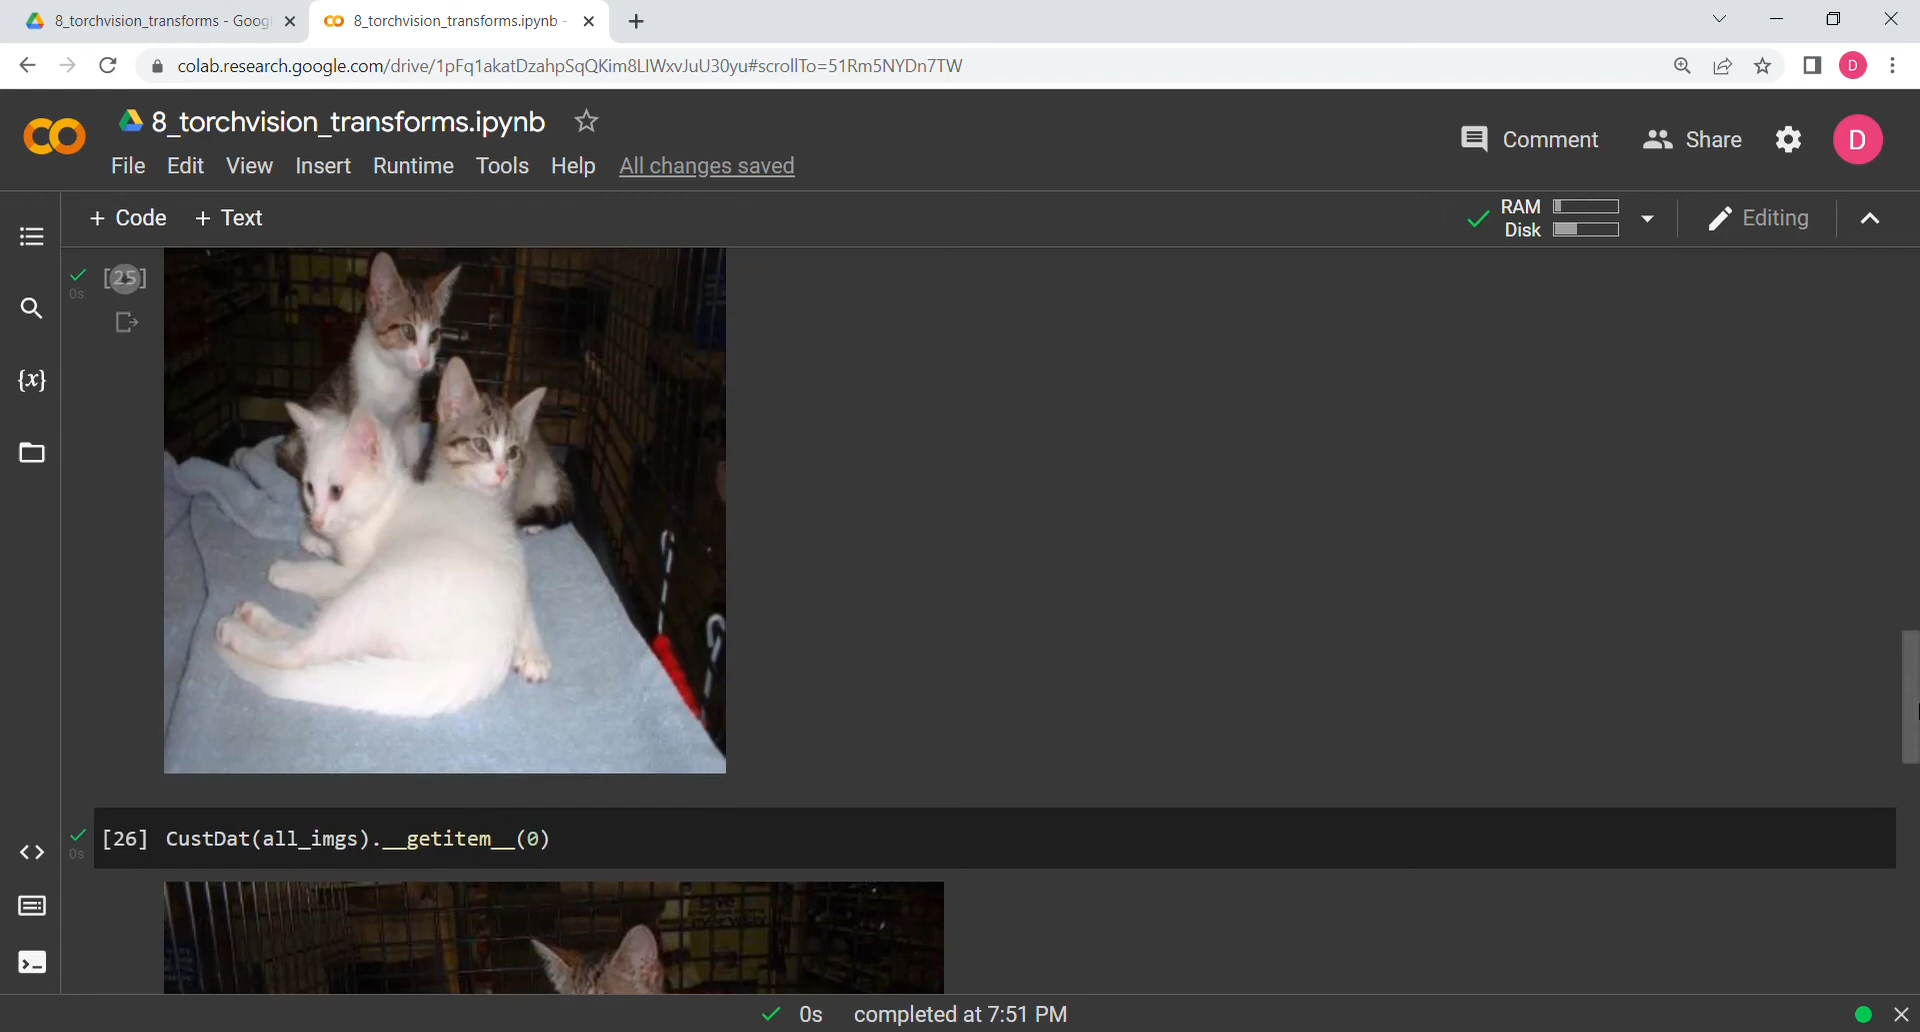 8_torchvision_transforms - Goog
8_torchvision_transforms.ipynb -
colab.research.google.com/drive/1pFq1akatDzahpSqQKim8LIWxvJuU30yu#scrollTo=51Rm5NYDn7TW
D
8_torchvision_transforms.ipynb
Comment
Share
D
File Edit View Insert Runtime Tools Help All changes saved
+ Code + Text
RAM
Disk
Editing
[25]
0s
{x}
[26] CustDat(all_imgs).__getitem__(0)
0s
0s completed at 7:51 PM